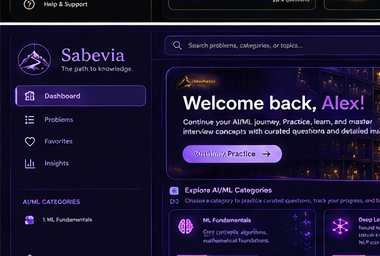 Help & Support
Sabevia
The path to knowledge.
Search problems, categories, or topics...
Dashboard
Problems
Favorites
Insights
AI/ML CATEGORIES
1. ML Fundamentals
Welcome back, Alex!
Continue your AI/ML journey. Practice, learn, and master
interview concepts with curated questions and detailed
Practice →
Explore AI/ML Categories
Choose a category to practice curated questions, track your progress, and
ML Fundamentals
algorithms,
mathematical foundations.
Deep